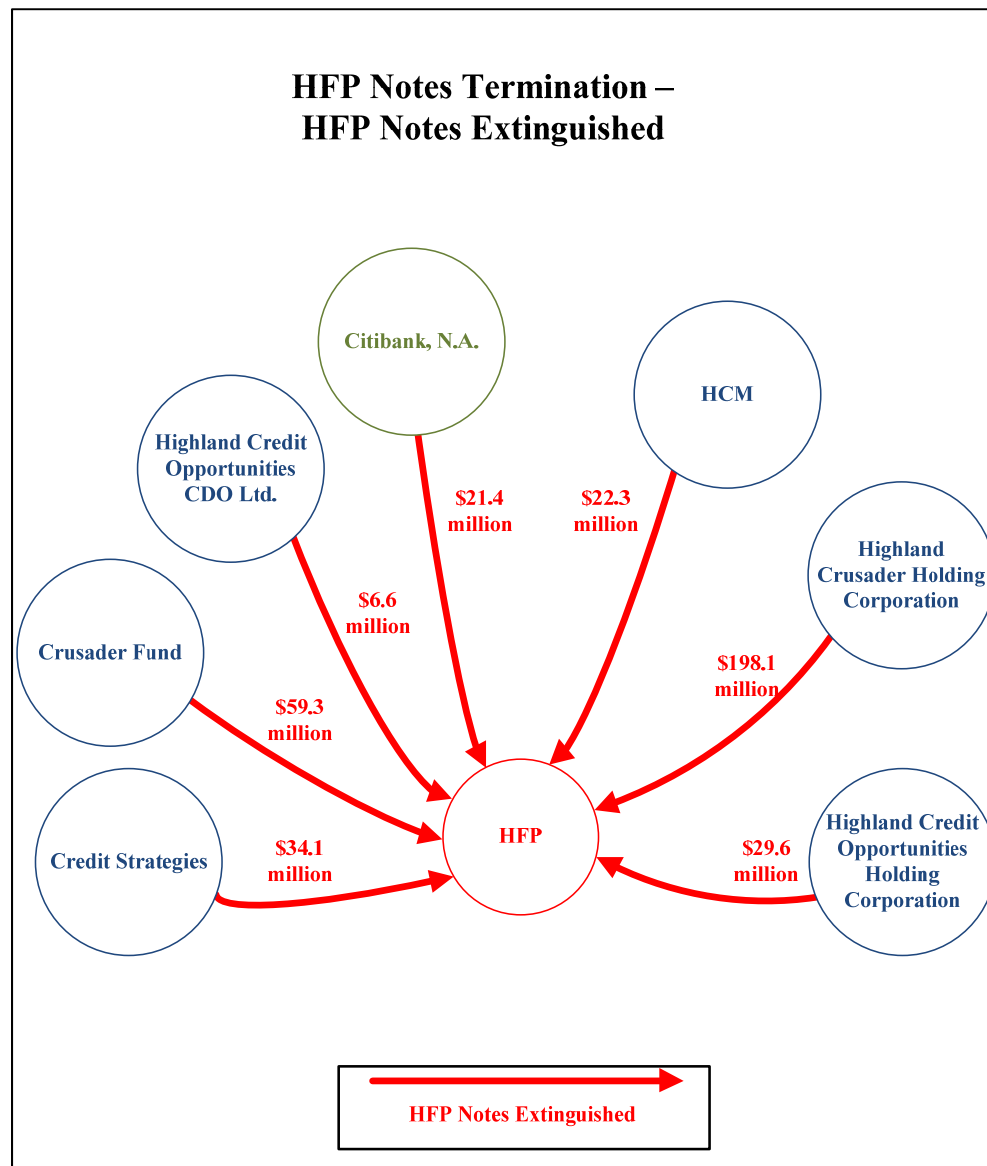 HFP Notes Termination –
HFP Notes Extinguished
Citibank, N.A.
HCM
Highland Credit
Opportunities
CDO Ltd.
$21.4
million
$22.3
million
Highland
Crusader Holding
Corporation
$6.6
million
Crusader Fund
$198.1
million
$59.3
million
HFP
Highland Credit
Opportunities
Holding
Corporation
Credit Strategies
$34.1
million
$29.6
million
HFP Notes Extinguished